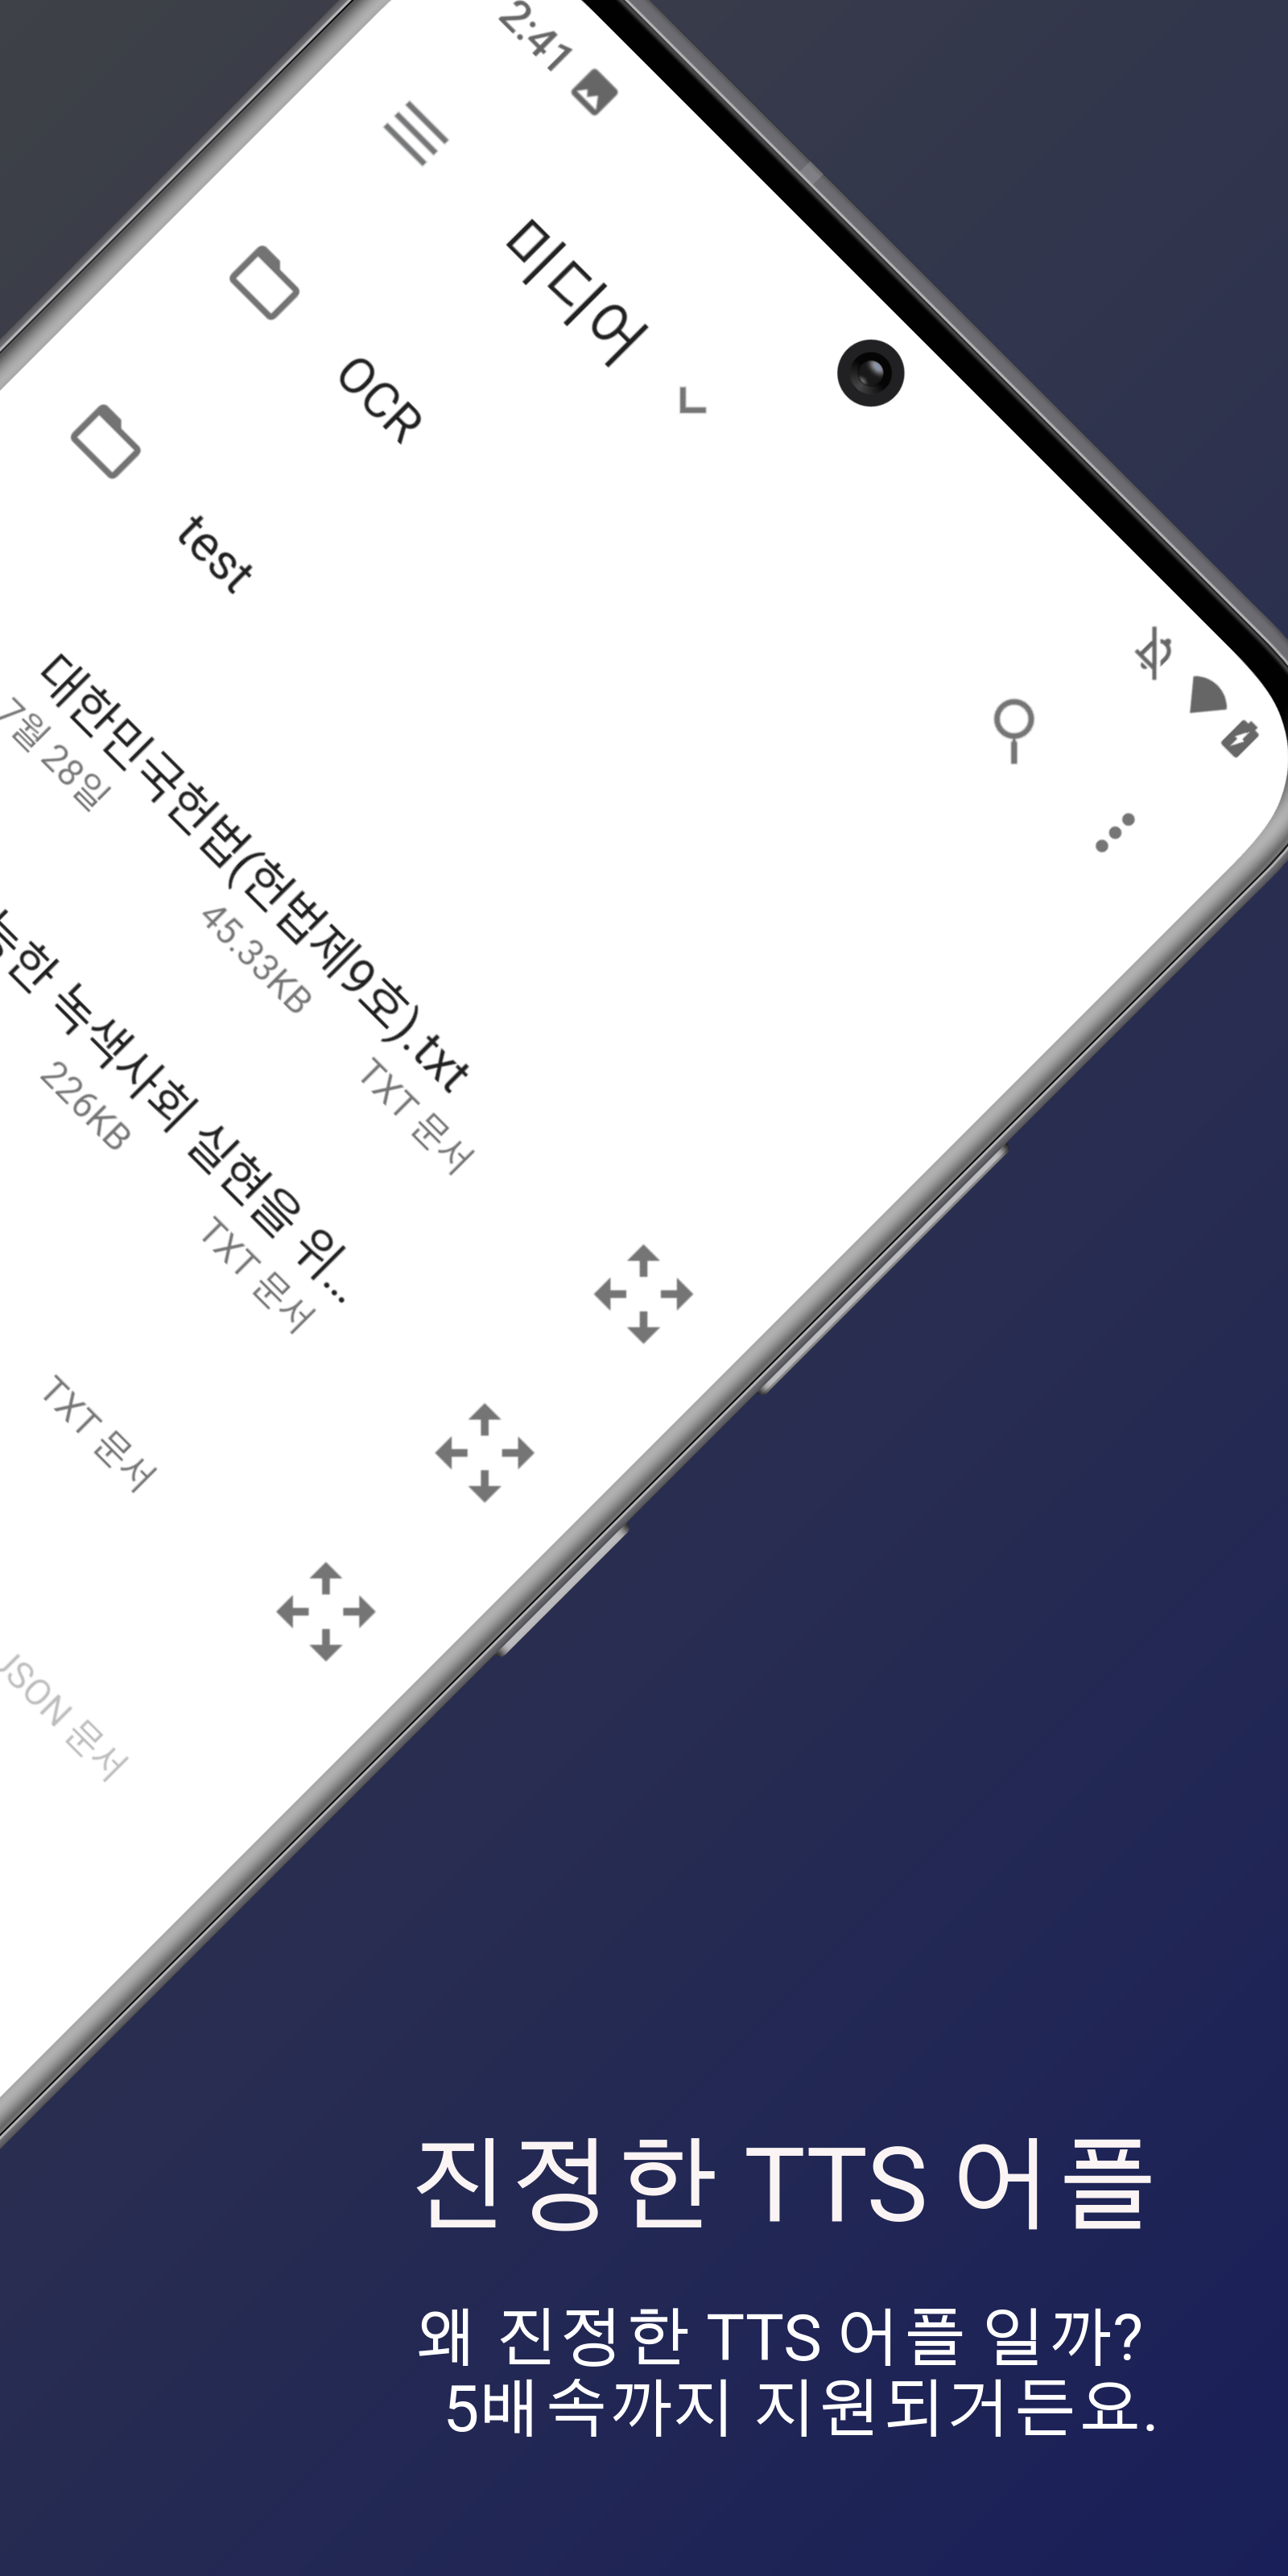 2:41
미디어
OCR
test
대한민국헌법(헌법제9호).txt
7월 28일 45.33KB TXT 문서
능한 녹색사회 실현을 위...
226KB TXT 문서
TXT 문서
JSON 문서
진정한 TTS 어플
왜 진정한 TTS 어플 일까?
5배속까지 지원되거든요.